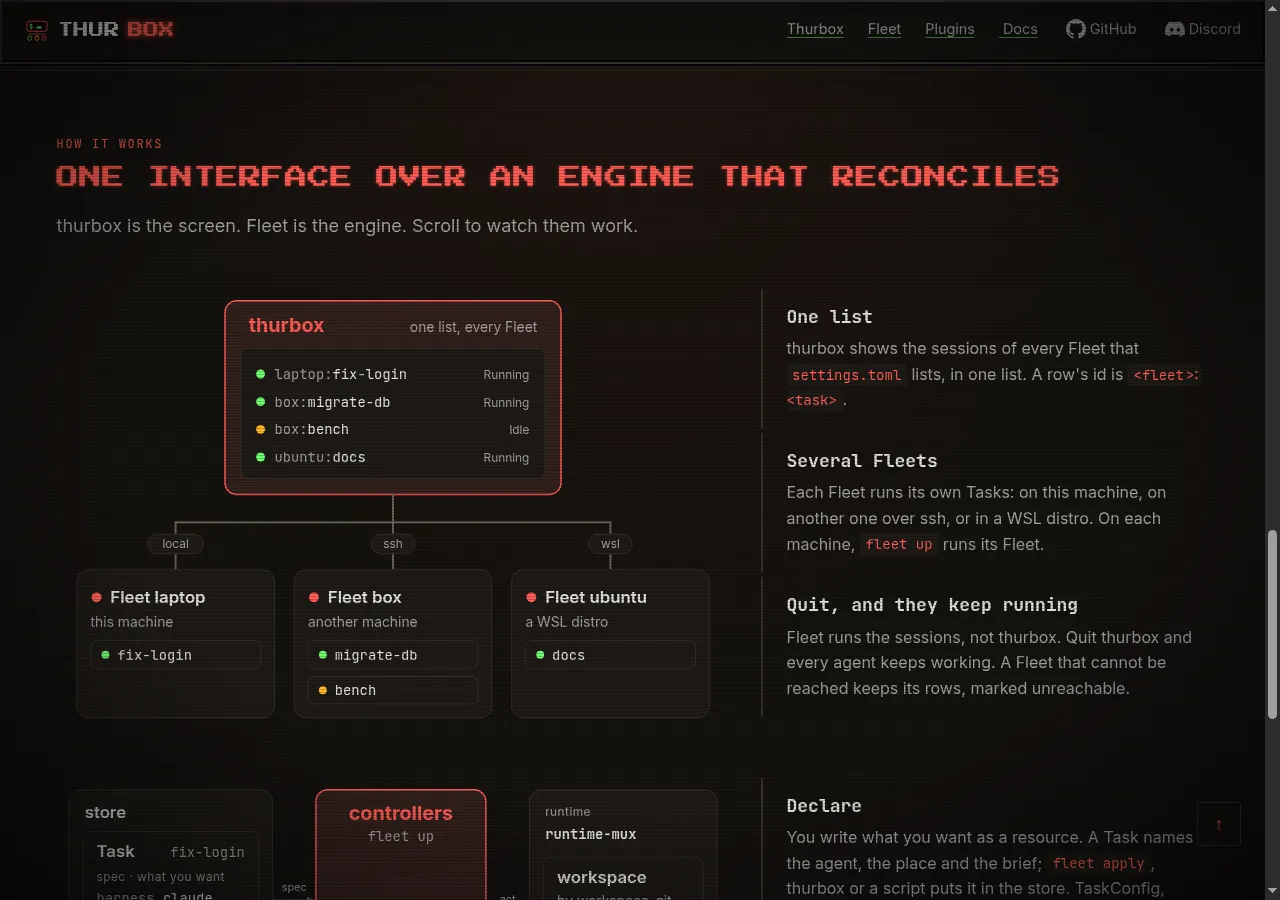 THUR BOX
Thurbox
Fleet
Plugins
Docs
GitHub
Discord
HOW IT WORKS
ONE INTERFACE OVER AN ENGINE THAT RECONCILES
thurbox is the screen. Fleet is the engine. Scroll to watch them work.
thurbox
one list, every Fleet
laptop:fix-login Running
box:migrate-db Running
box:bench Idle
ubuntu:docs Running
local
ssh
wsl
Fleet laptop
this machine
fix-login
Fleet box
another machine
migrate-db
bench
Fleet ubuntu
a WSL distro
docs
One list
thurbox shows the sessions of every Fleet that
settings.toml lists, in one list. A row's id is <fleet>:
<task> .
Several Fleets
Each Fleet runs its own Tasks: on this machine, on
another one over ssh, or in a WSL distro. On each
machine, fleet up runs its Fleet.
Quit, and they keep running
Fleet runs the sessions, not thurbox. Quit thurbox and
every agent keeps working. A Fleet that cannot be
reached keeps its rows, marked unreachable.
store
Task fix-login
spec · what you want
harness claude
spec
controllers
fleet up
act
runtime
runtime-mux
workspace
by workspace-git
Declare
You write what you want as a resource. A Task names
the agent, the place and the brief; fleet apply ,
thurbox or a script puts it in the store. TaskConfig,
↑